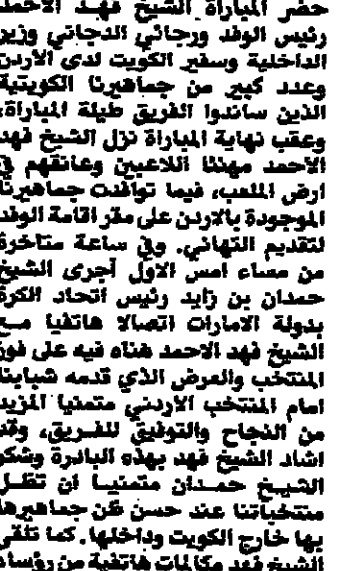 حضر المباراة الشيخ فهد الاحمد
رئيس الوفد ورجائي الدجاني وزير
الداخلية وسفير الكويت لدى الأردن
وعدد كبير من جماهيرنا الكويتية
الذين ساندوا الفريق طيلة المباراة،
وعقب نهاية المباراة نزل الشيخ فهد
الاحمد مهنئا اللاعبين وعانقهم في
ارض الملعب، فيما توافدت جماهيرنا
الموجودة بالاردن على مقر اقامة الوفد
لتقديم التهاني. وفي ساعة متاخرة
من مساء امس الاول أجرى الشيخ
حمدان بن زايد رئيس اتحاد الكرة
بدولة الامارات اتصالا هاتفيا مع
الشيخ فهد الاحمد هناه فيه على فوز
المنتخب والعرض الذي قدمه شبابنا
امام المنتخب الاردني متمنيا المزيد
من النجاح والتوفيق للفريق، وقد
اشاد الشيخ فهد بهذه البادرة وشكر
الشيخ حمدان متمنيا ان تظل
منتخباتنا عند حسن ظن جماهيرها
بها خارج الكويت وداخلها. كما تلقى
الشيخ فهد مكالمات هاتفية من رؤساء